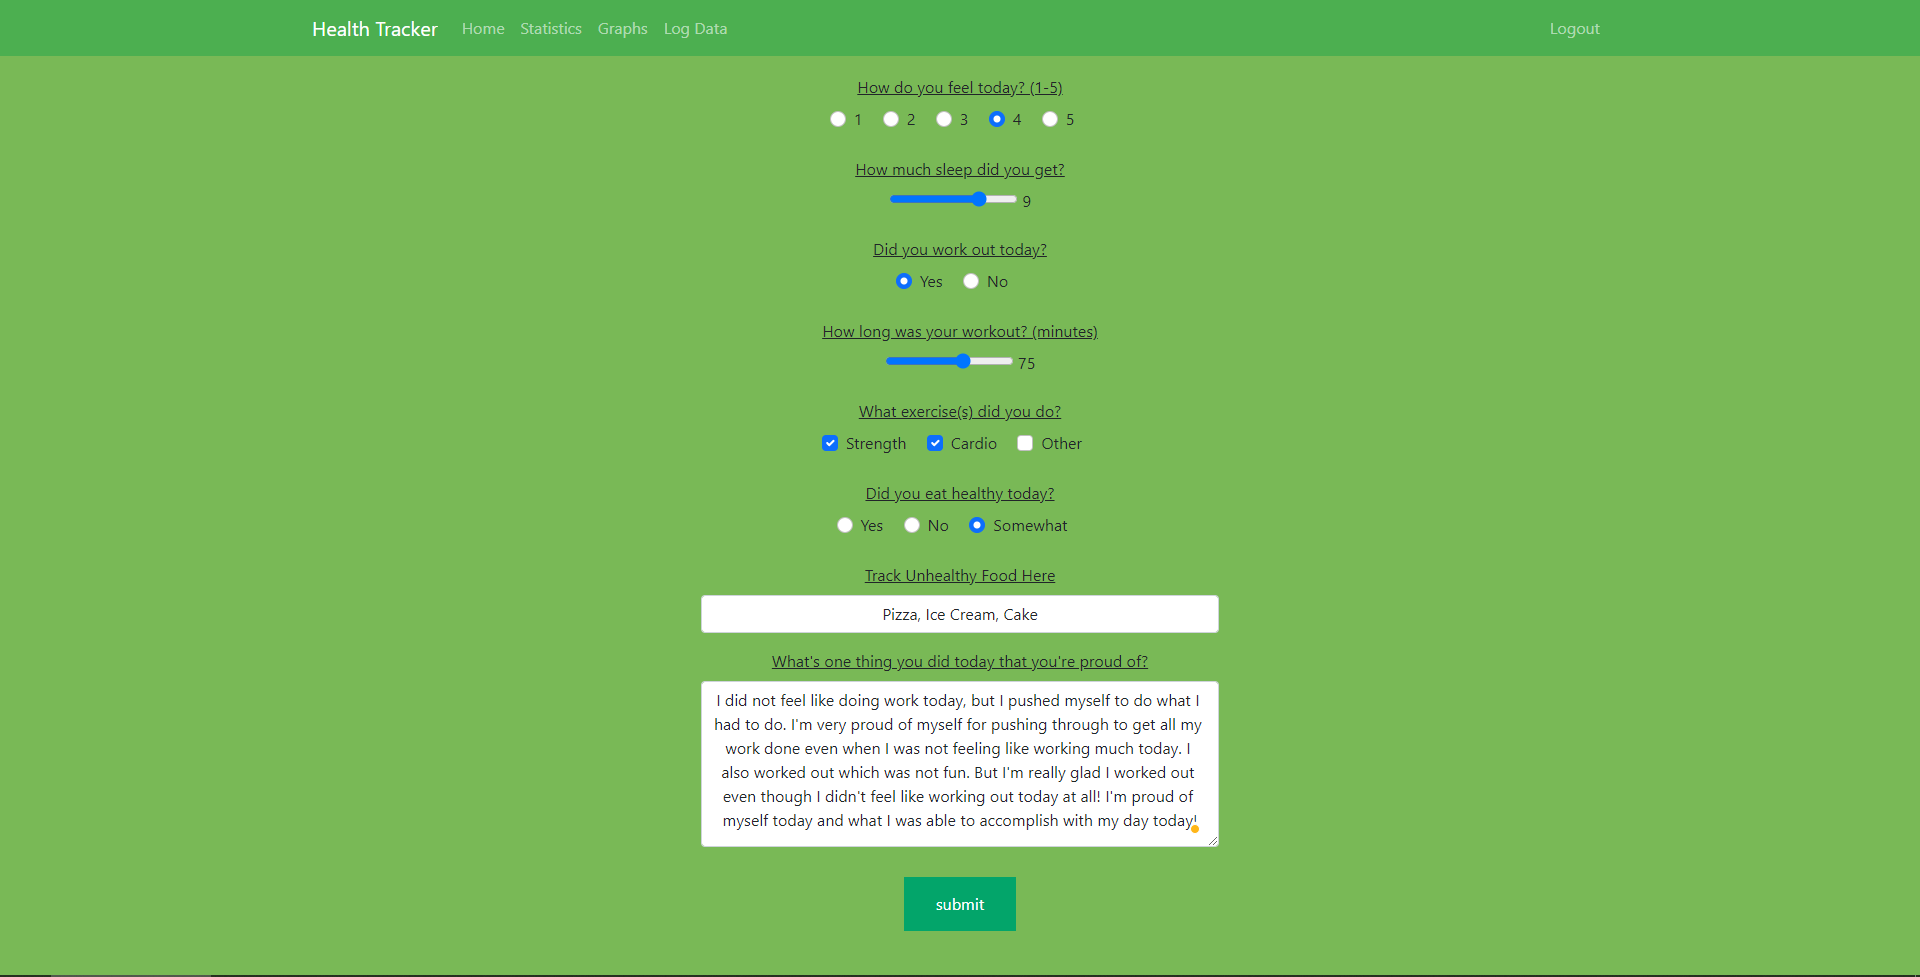 Health Tracker Home Statistics Graphs Log Data Logout
How do you feel today? (1-5)
1 2 3 4 5
How much sleep did you get?
9
Did you work out today?
Yes No
How long was your workout? (minutes)
75
What exercise(s) did you do?
Strength Cardio Other
Did you eat healthy today?
Yes No Somewhat
Track Unhealthy Food Here
Pizza, Ice Cream, Cake
What's one thing you did today that you're proud of?
I did not feel like doing work today, but I pushed myself to do what I
had to do. I'm very proud of myself for pushing through to get all my
work done even when I was not feeling like working much today. I
also worked out which was not fun. But I'm really glad I worked out
even though I didn't feel like working out today at all! I'm proud of
myself today and what I was able to accomplish with my day today!
submit